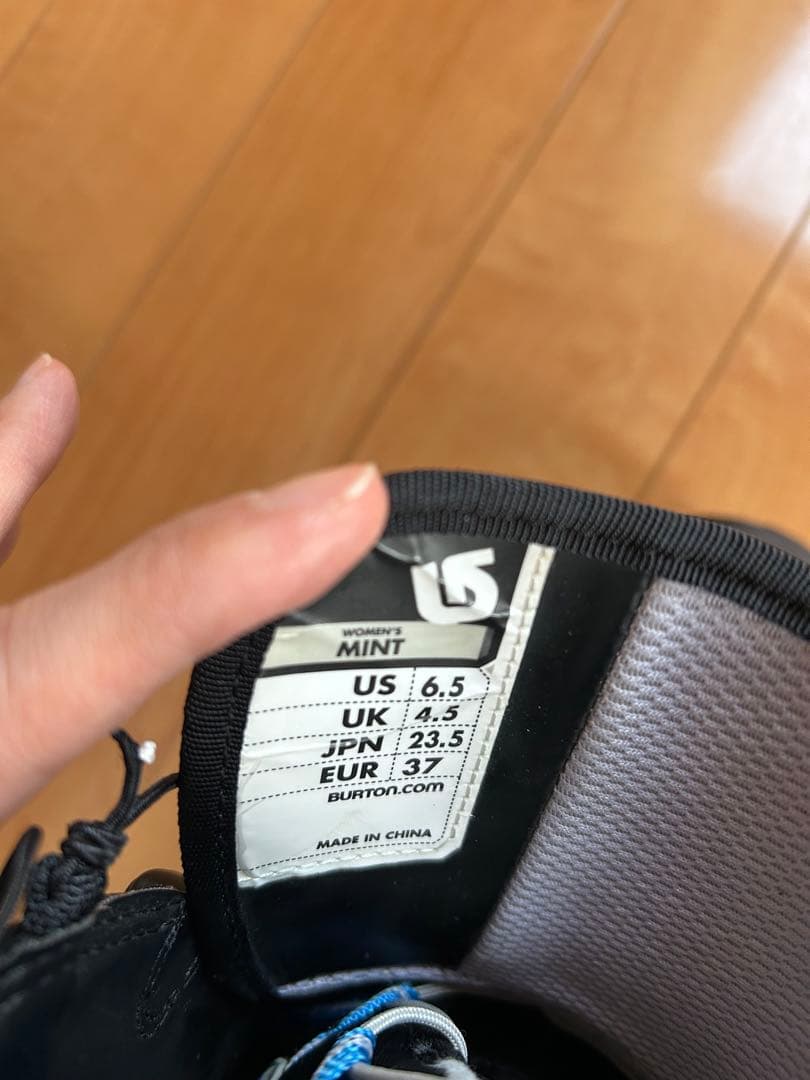 WOMEN'S
MINT
US 6.5
UK 4.5
JPN 23.5
EUR 37
BURTON.COM
MADE IN CHINA